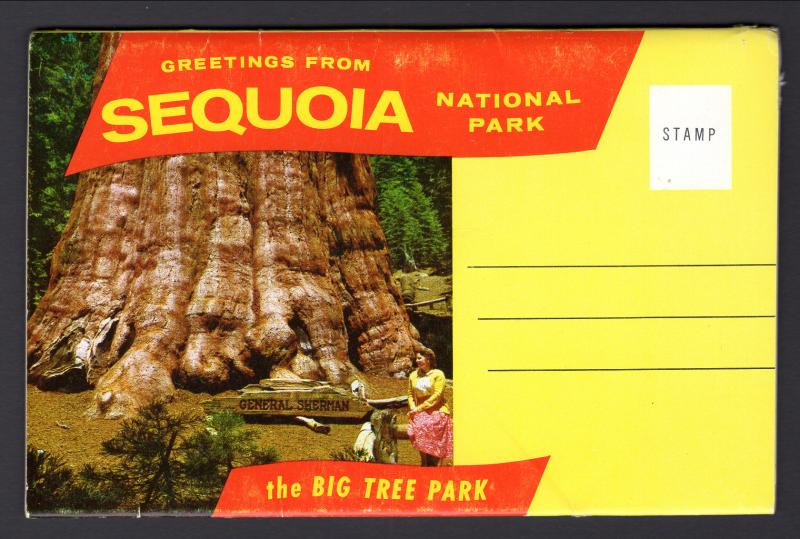 GREETINGS FROM
SEQUOIA
NATIONAL
PARK
STAMP
GENERAL SHERMAN
the BIG TREE PARK